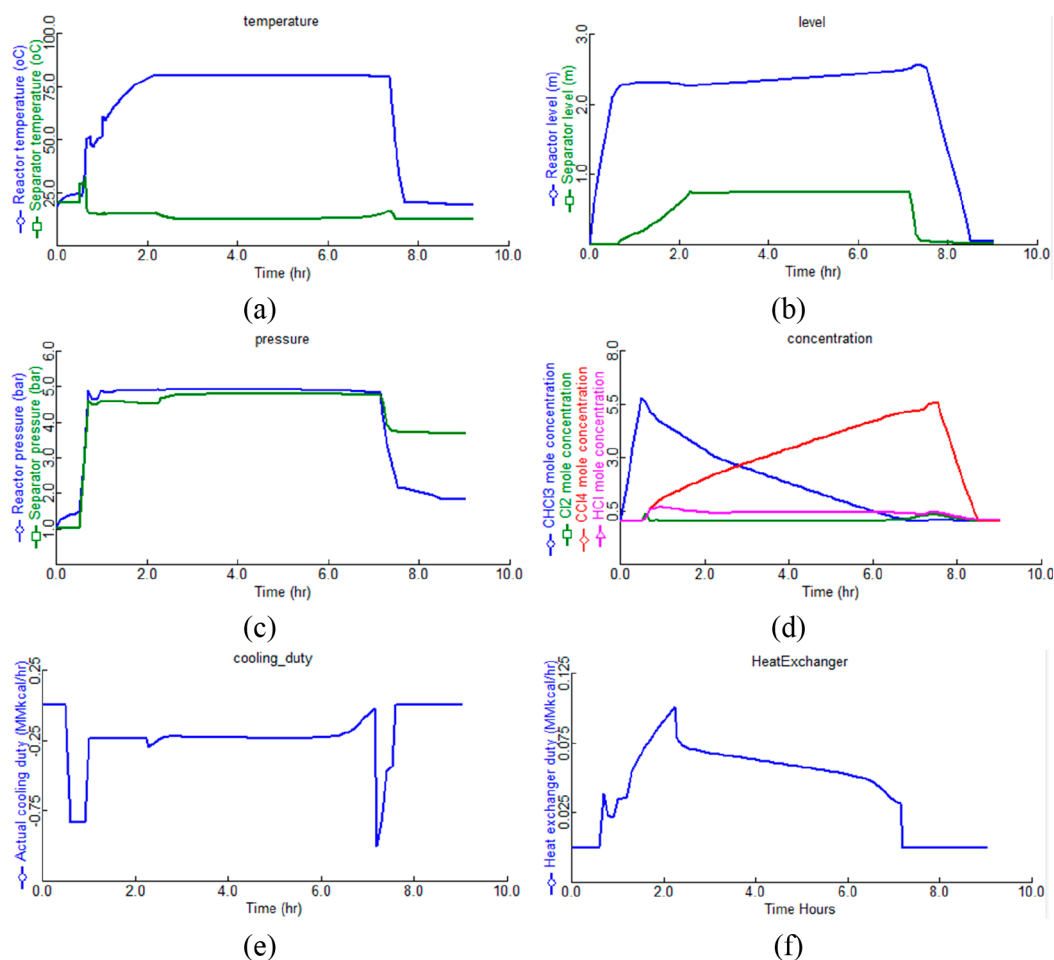 temperature
Reactor temperature (oC)
Separator temperature (oC)
25.0 50.0 75.0 100.0
0.0 2.0 4.0 6.0 8.0 10.0
Time (hr)
(a)
level
Reactor level (m)
Separator level (m)
1.0 2.0 3.0
0.0 2.0 4.0 6.0 8.0 10.0
Time (hr)
(b)
pressure
Reactor pressure (bar)
Separator pressure (bar)
1.0 2.0 3.0 4.0 5.0 6.0
0.0 2.0 4.0 6.0 8.0 10.0
Time (hr)
(c)
concentration
CHCl3 mole concentration
Cl2 mole concentration
CCl4 mole concentration
HCl mole concentration
0.5 3.0 5.5 8.0
0.0 2.0 4.0 6.0 8.0 10.0
Time (hr)
(d)
cooling_duty
Actual cooling duty (MMkcal/hr)
-0.75 -0.25 0.25
0.0 2.0 4.0 6.0 8.0 10.0
Time (hr)
(e)
HeatExchanger
Heat exchanger duty (MMkcal/hr)
0.025 0.075 0.125
0.0 2.0 4.0 6.0 8.0 10.0
Time Hours
(f)